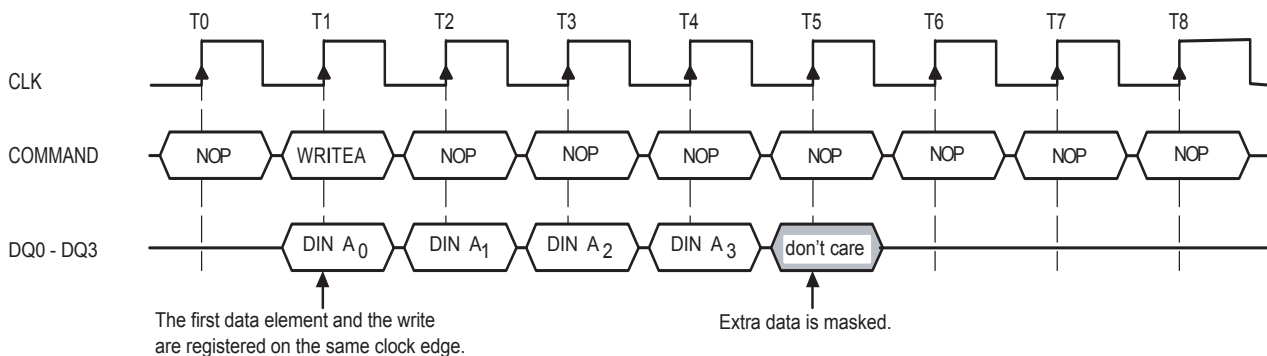 T0 T1 T2 T3 T4 T5 T6 T7 T8
CLK
COMMAND NOP WRITEA NOP NOP NOP NOP NOP NOP NOP
DQ0 - DQ3 DIN A0 DIN A1 DIN A2 DIN A3 don't care
The first data element and the write
are registered on the same clock edge.
Extra data is masked.